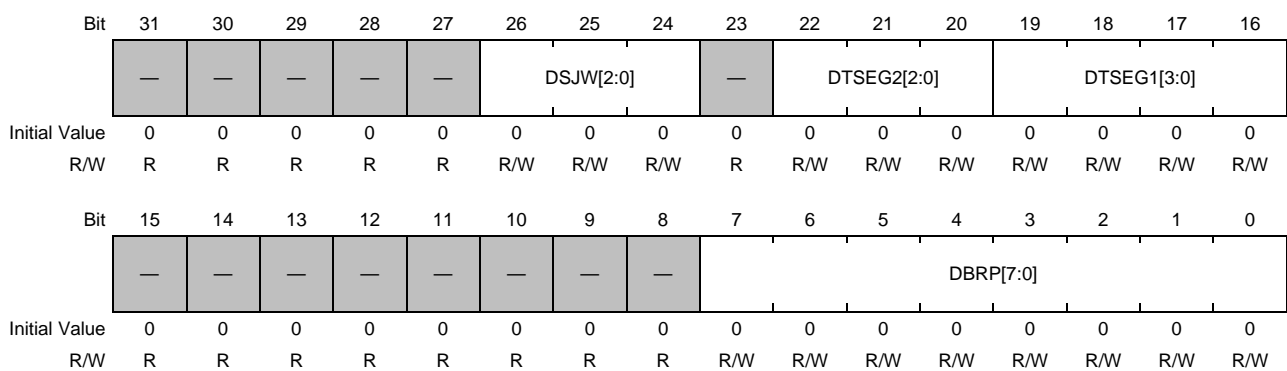 Bit 31 30 29 28 27 26 25 24 23 22 21 20 19 18 17 16
— — — — — DSJW[2:0] — DTSEG2[2:0] DTSEG1[3:0]
Initial Value 0 0 0 0 0 0 0 0 0 0 0 0 0 0 0 0
R/W R R R R R R/W R/W R/W R R/W R/W R/W R/W R/W R/W R/W
Bit 15 14 13 12 11 10 9 8 7 6 5 4 3 2 1 0
— — — — — — — — DBRP[7:0]
Initial Value 0 0 0 0 0 0 0 0 0 0 0 0 0 0 0 0
R/W R R R R R R R R R/W R/W R/W R/W R/W R/W R/W R/W